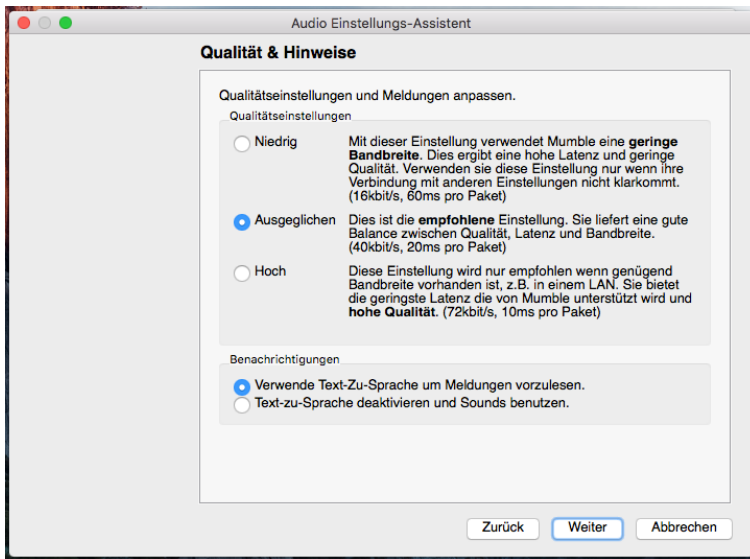 Audio Einstellungs-Assistent
Qualität & Hinweise
Qualitätseinstellungen und Meldungen anpassen.
Qualitätseinstellungen
Niedrig
Mit dieser Einstellung verwendet Mumble eine geringe
Bandbreite. Dies ergibt eine hohe Latenz und geringe
Qualität. Verwenden sie diese Einstellung nur wenn ihre
Verbindung mit anderen Einstellungen nicht klarkommt.
(16kbit/s, 60ms pro Paket)
Ausgeglichen
Dies ist die empfohlene Einstellung. Sie liefert eine gute
Balance zwischen Qualität, Latenz und Bandbreite.
(40kbit/s, 20ms pro Paket)
Hoch
Diese Einstellung wird nur empfohlen wenn genügend
Bandbreite vorhanden ist, z.B. in einem LAN. Sie bietet
die geringste Latenz die von Mumble unterstützt wird und
hohe Qualität. (72kbit/s, 10ms pro Paket)
Benachrichtigungen
Verwende Text-Zu-Sprache um Meldungen vorzulesen.
Text-zu-Sprache deaktivieren und Sounds benutzen.
Zurück
Weiter
Abbrechen